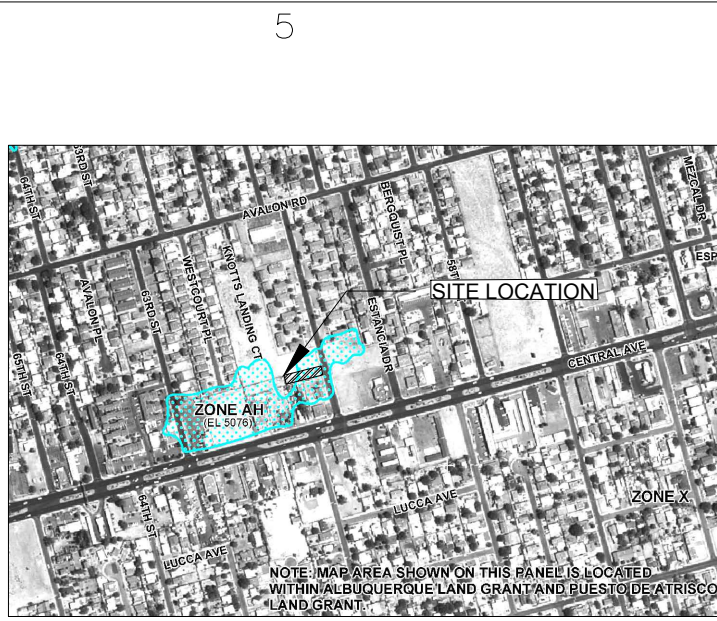 5
64TH ST
63RD ST
AVALON RD
BERGQUIST PL
MEZCAL DR
ESP
AVALON PL
63RD ST
WESTCOURT PL
KNOTTS LANDING CT
58T
SITE LOCATION
ESTANCIA DR
CENTRAL AVE
65TH ST
64TH ST
ZONE AH
(EL 5076)
64TH ST
LUCCA AVE
LUCCA AVE
ZONE X
NOTE: MAP AREA SHOWN ON THIS PANEL IS LOCATED
WITHIN ALBUQUERQUE LAND GRANT AND PUESTO DE ATRISCO
LAND GRANT.